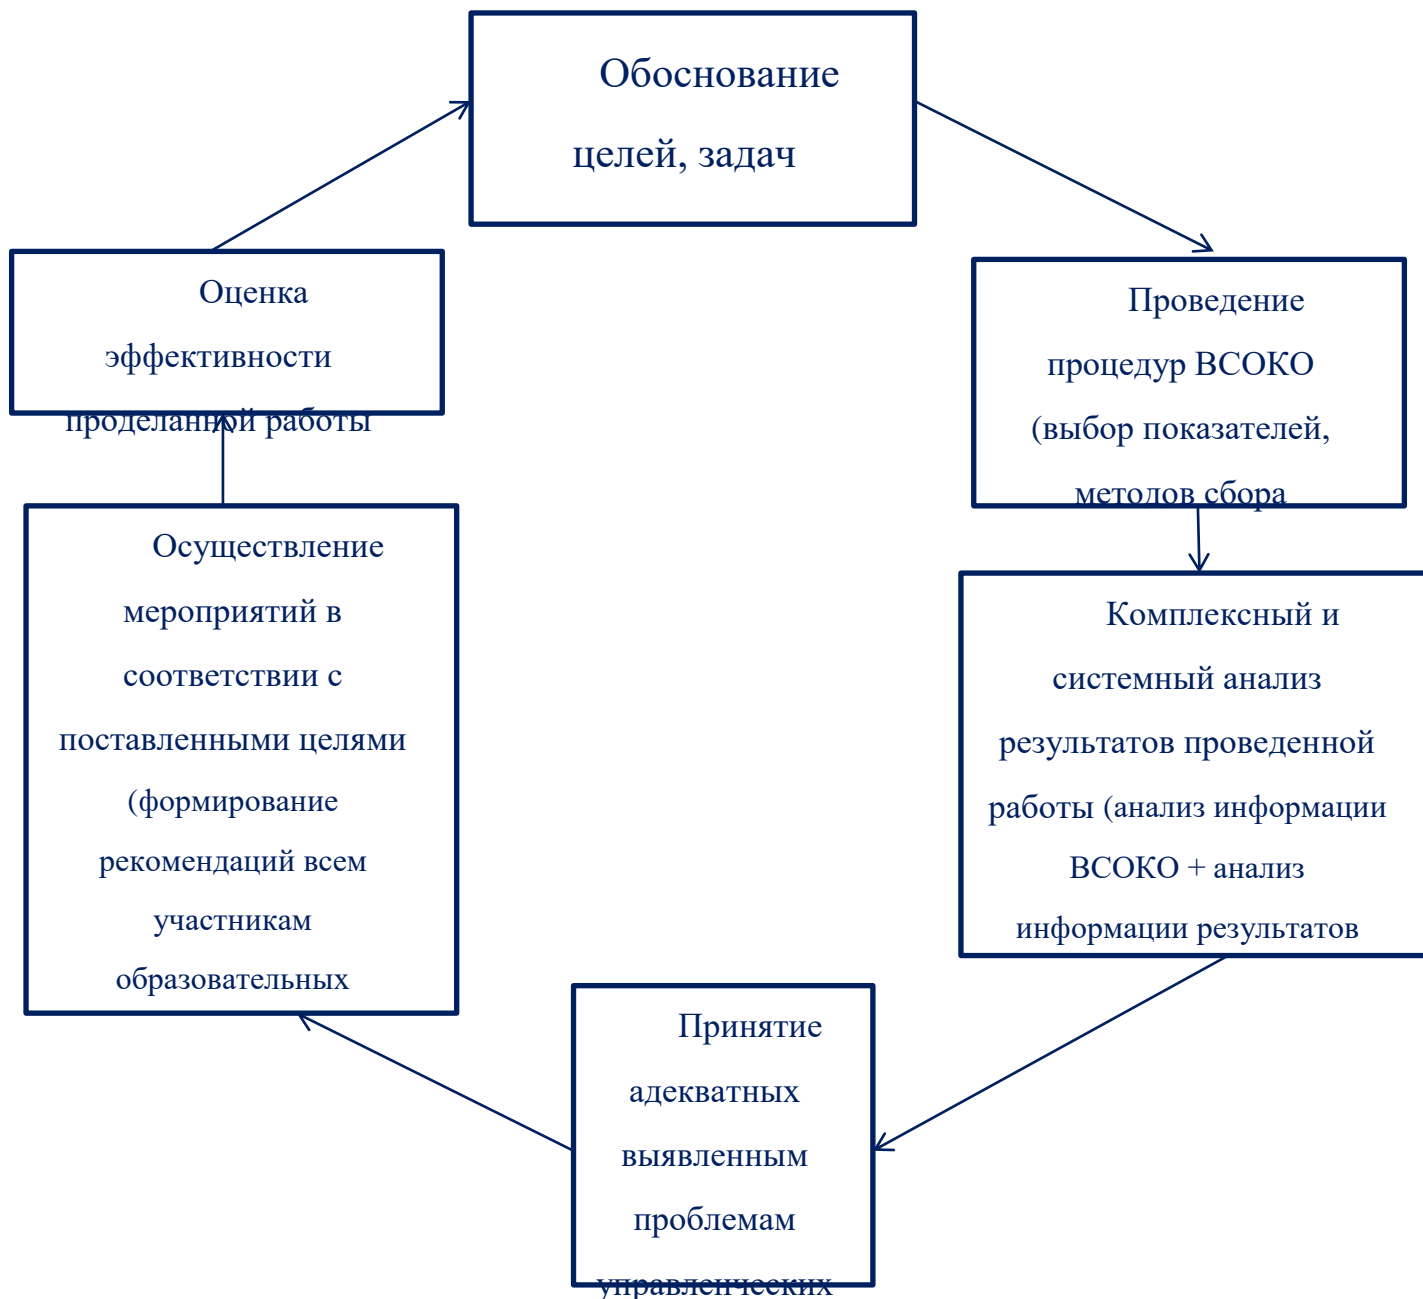 Обоснование
целей, задач
Проведение
процедур ВСОКО
(выбор показателей,
методов сбора
Комплексный и
системный анализ
результатов проведенной
работы (анализ информации
ВСОКО + анализ
информации результатов
Принятие
адекватных
выявленным
проблемам
управленческих
Осуществление
мероприятий в
соответствии с
поставленными целями
(формирование
рекомендаций всем
участникам
образовательных
Оценка
эффективности
проделанной работы